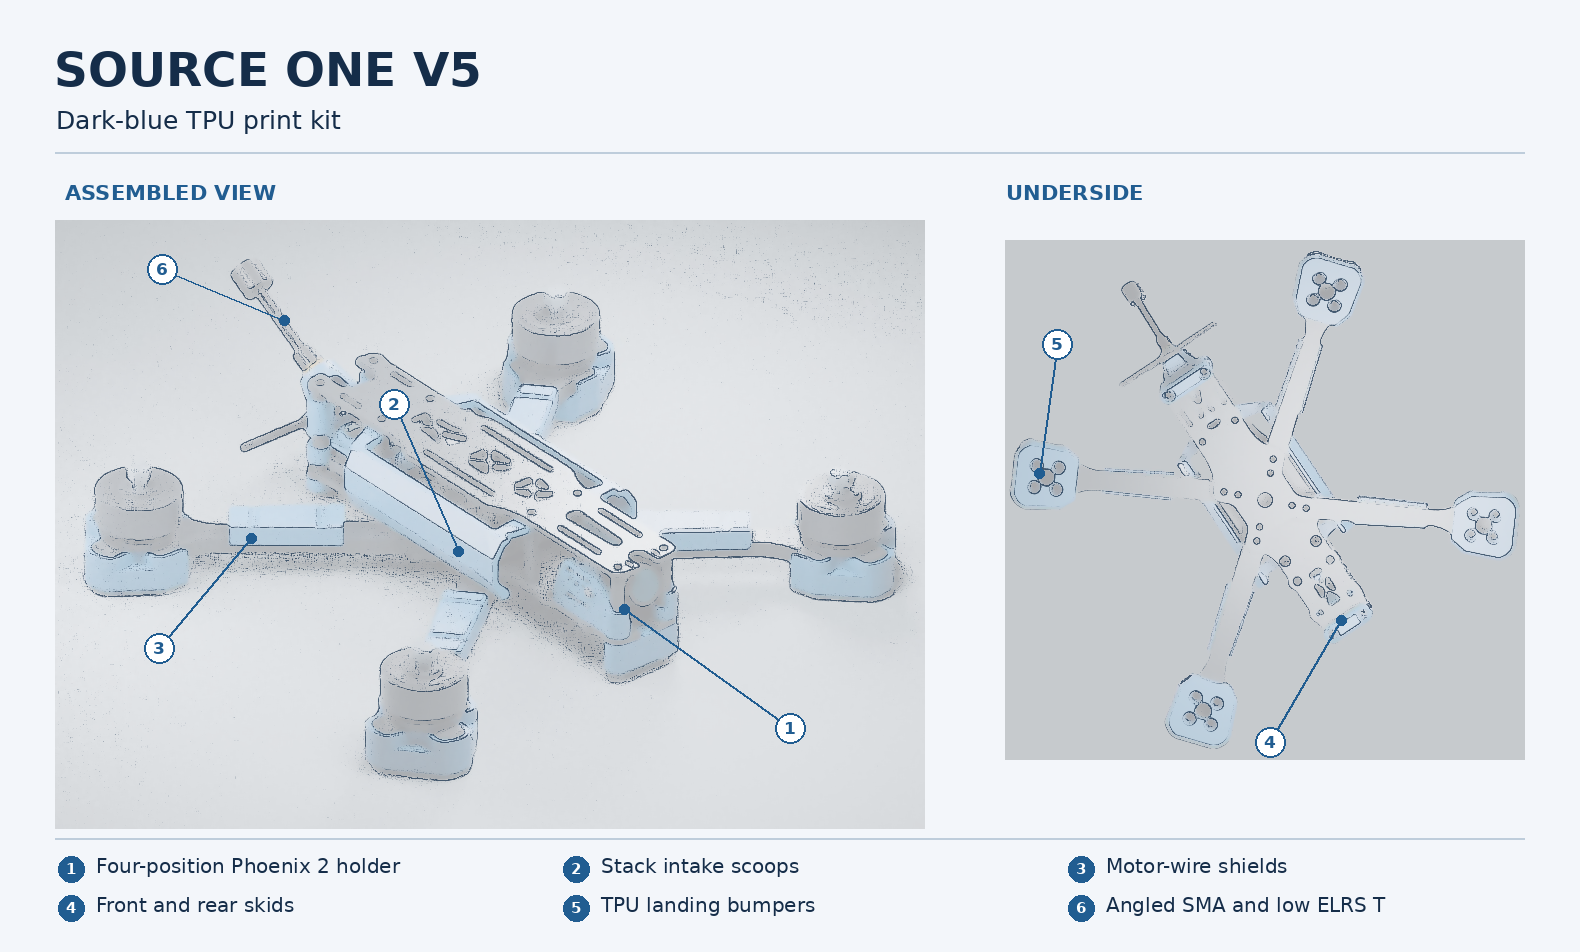 SOURCE ONE V5
Dark-blue TPU print kit
ASSEMBLED VIEW
UNDERSIDE
6
2
3
1
5
4
1 Four-position Phoenix 2 holder
2 Stack intake scoops
3 Motor-wire shields
4 Front and rear skids
5 TPU landing bumpers
6 Angled SMA and low ELRS T